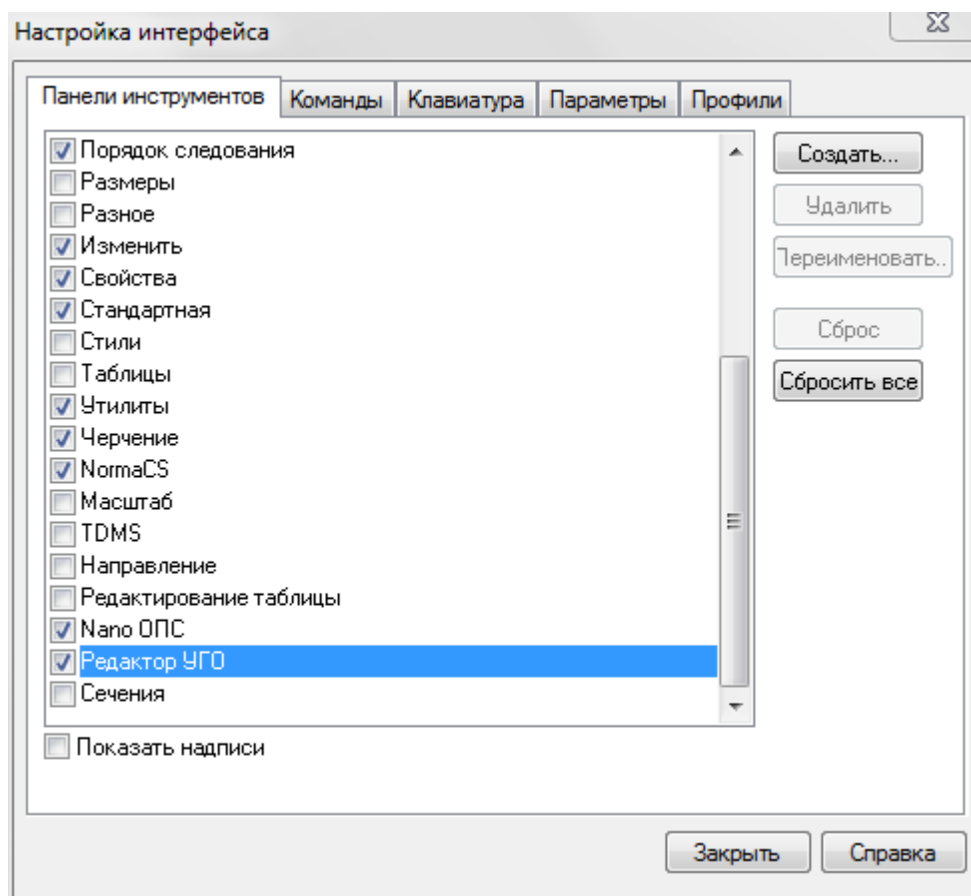 Настройка интерфейса
Панели инструментов Команды Клавиатура Параметры Профили
Порядок следования
Размеры
Разное
Изменить
Свойства
Стандартная
Стили
Таблицы
Утилиты
Черчение
NormaCS
Масштаб
TDMS
Направление
Редактирование таблицы
Nano ОПС
Редактор УГО
Сечения
Показать надписи
Создать...
Удалить
Переименовать..
Сброс
Сбросить все
Закрыть Справка